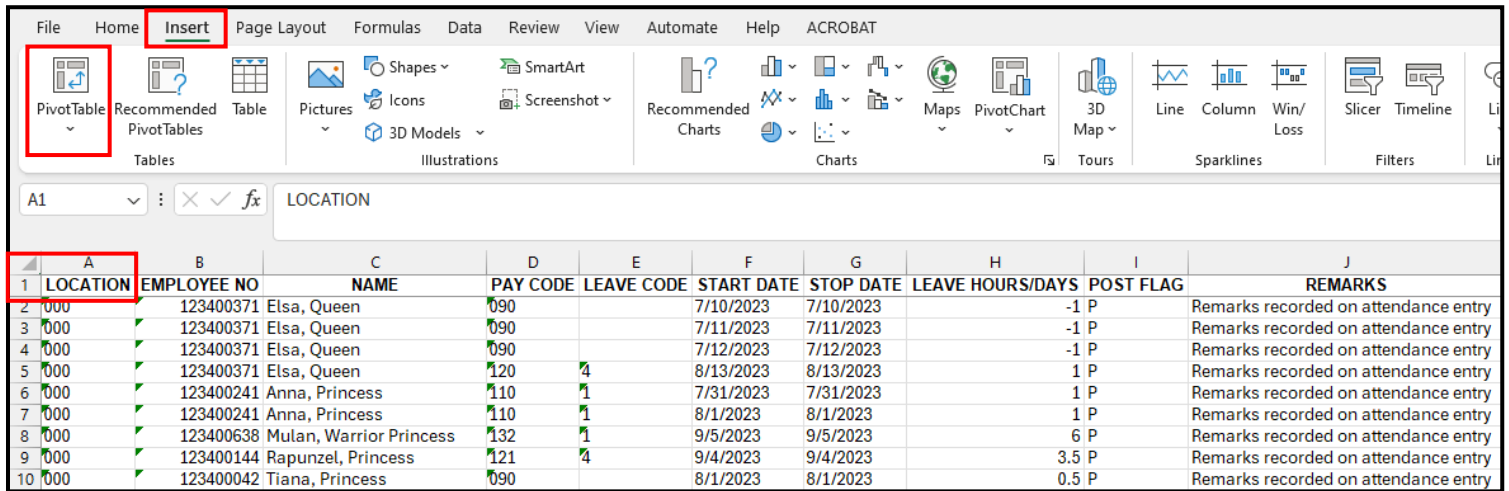 File Home Insert Page Layout Formulas Data Review View Automate Help ACROBAT
PivotTable
Recommended PivotTables
Table
Tables
Pictures
Shapes
Icons
3D Models
SmartArt
Screenshot
Illustrations
Recommended Charts
Maps
PivotChart
Charts
3D Map
Tours
Line
Column
Win/ Loss
Sparklines
Slicer
Timeline
Filters
A1 fx LOCATION
A B C D E F G H I J
1 LOCATION EMPLOYEE NO NAME PAY CODE LEAVE CODE START DATE STOP DATE LEAVE HOURS/DAYS POST FLAG REMARKS
2 000 123400371 Elsa, Queen 090 7/10/2023 7/10/2023 -1 P Remarks recorded on attendance entry
3 000 123400371 Elsa, Queen 090 7/11/2023 7/11/2023 -1 P Remarks recorded on attendance entry
4 000 123400371 Elsa, Queen 090 7/12/2023 7/12/2023 -1 P Remarks recorded on attendance entry
5 000 123400371 Elsa, Queen 120 4 8/13/2023 8/13/2023 1 P Remarks recorded on attendance entry
6 000 123400241 Anna, Princess 110 1 7/31/2023 7/31/2023 1 P Remarks recorded on attendance entry
7 000 123400241 Anna, Princess 110 1 8/1/2023 8/1/2023 1 P Remarks recorded on attendance entry
8 000 123400638 Mulan, Warrior Princess 132 1 9/5/2023 9/5/2023 6 P Remarks recorded on attendance entry
9 000 123400144 Rapunzel, Princess 121 4 9/4/2023 9/4/2023 3.5 P Remarks recorded on attendance entry
10 000 123400042 Tiana, Princess 090 8/1/2023 8/1/2023 0.5 P Remarks recorded on attendance entry